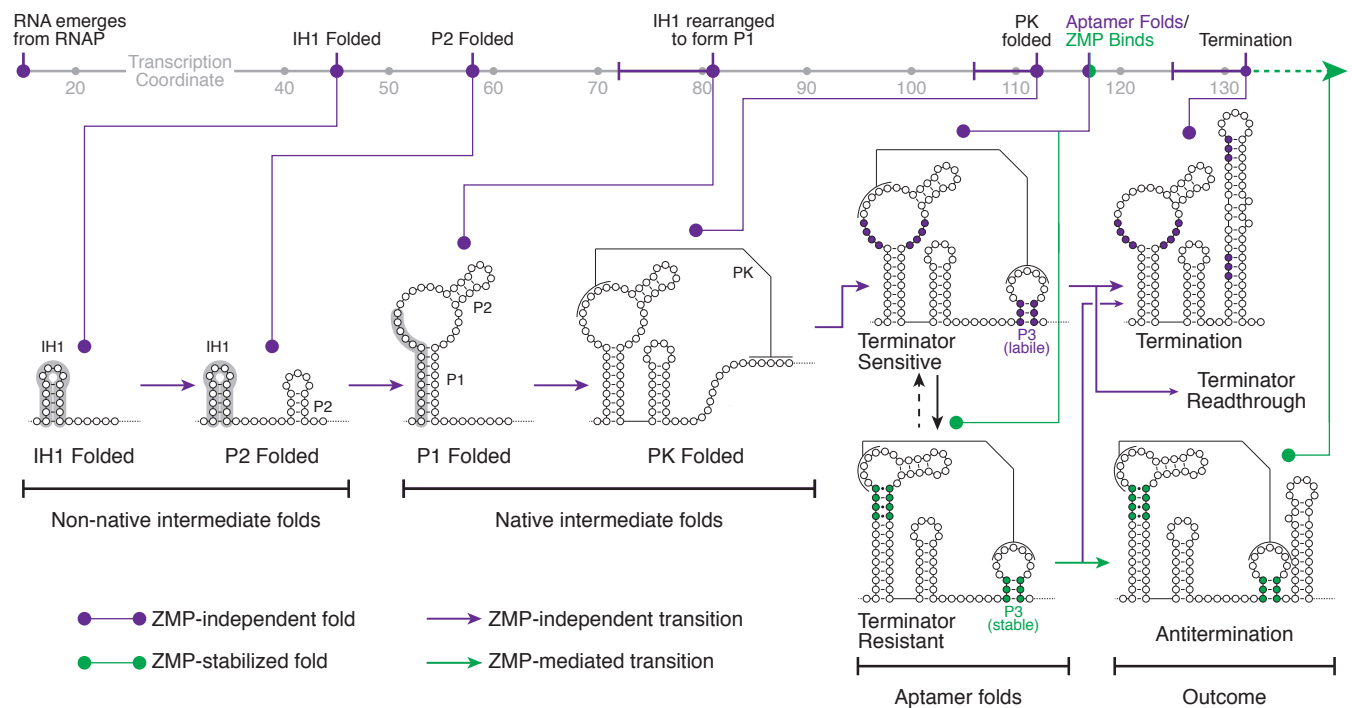 RNA emerges
from RNAP
IH1 Folded
P2 Folded
IH1 rearranged
to form P1
PK
folded
Aptamer Folds/
ZMP Binds
Termination
Transcription
Coordinate
20
40
50
60
70
80
90
100
110
120
130
IH1
IH1
P2
P2
P1
PK
P3
(labile)
Terminator
Sensitive
Termination
Terminator
Readthrough
IH1 Folded
P2 Folded
P1 Folded
PK Folded
Non-native intermediate folds
Native intermediate folds
P3
(stable)
Terminator
Resistant
Antitermination
Aptamer folds
Outcome
ZMP-independent fold
ZMP-independent transition
ZMP-stabilized fold
ZMP-mediated transition